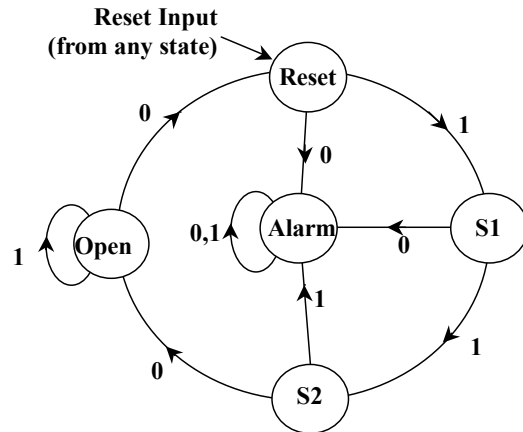 Reset Input
(from any state)
Reset
0
1
0
0,1
Alarm
0
S1
1
Open
1
1
0
S2